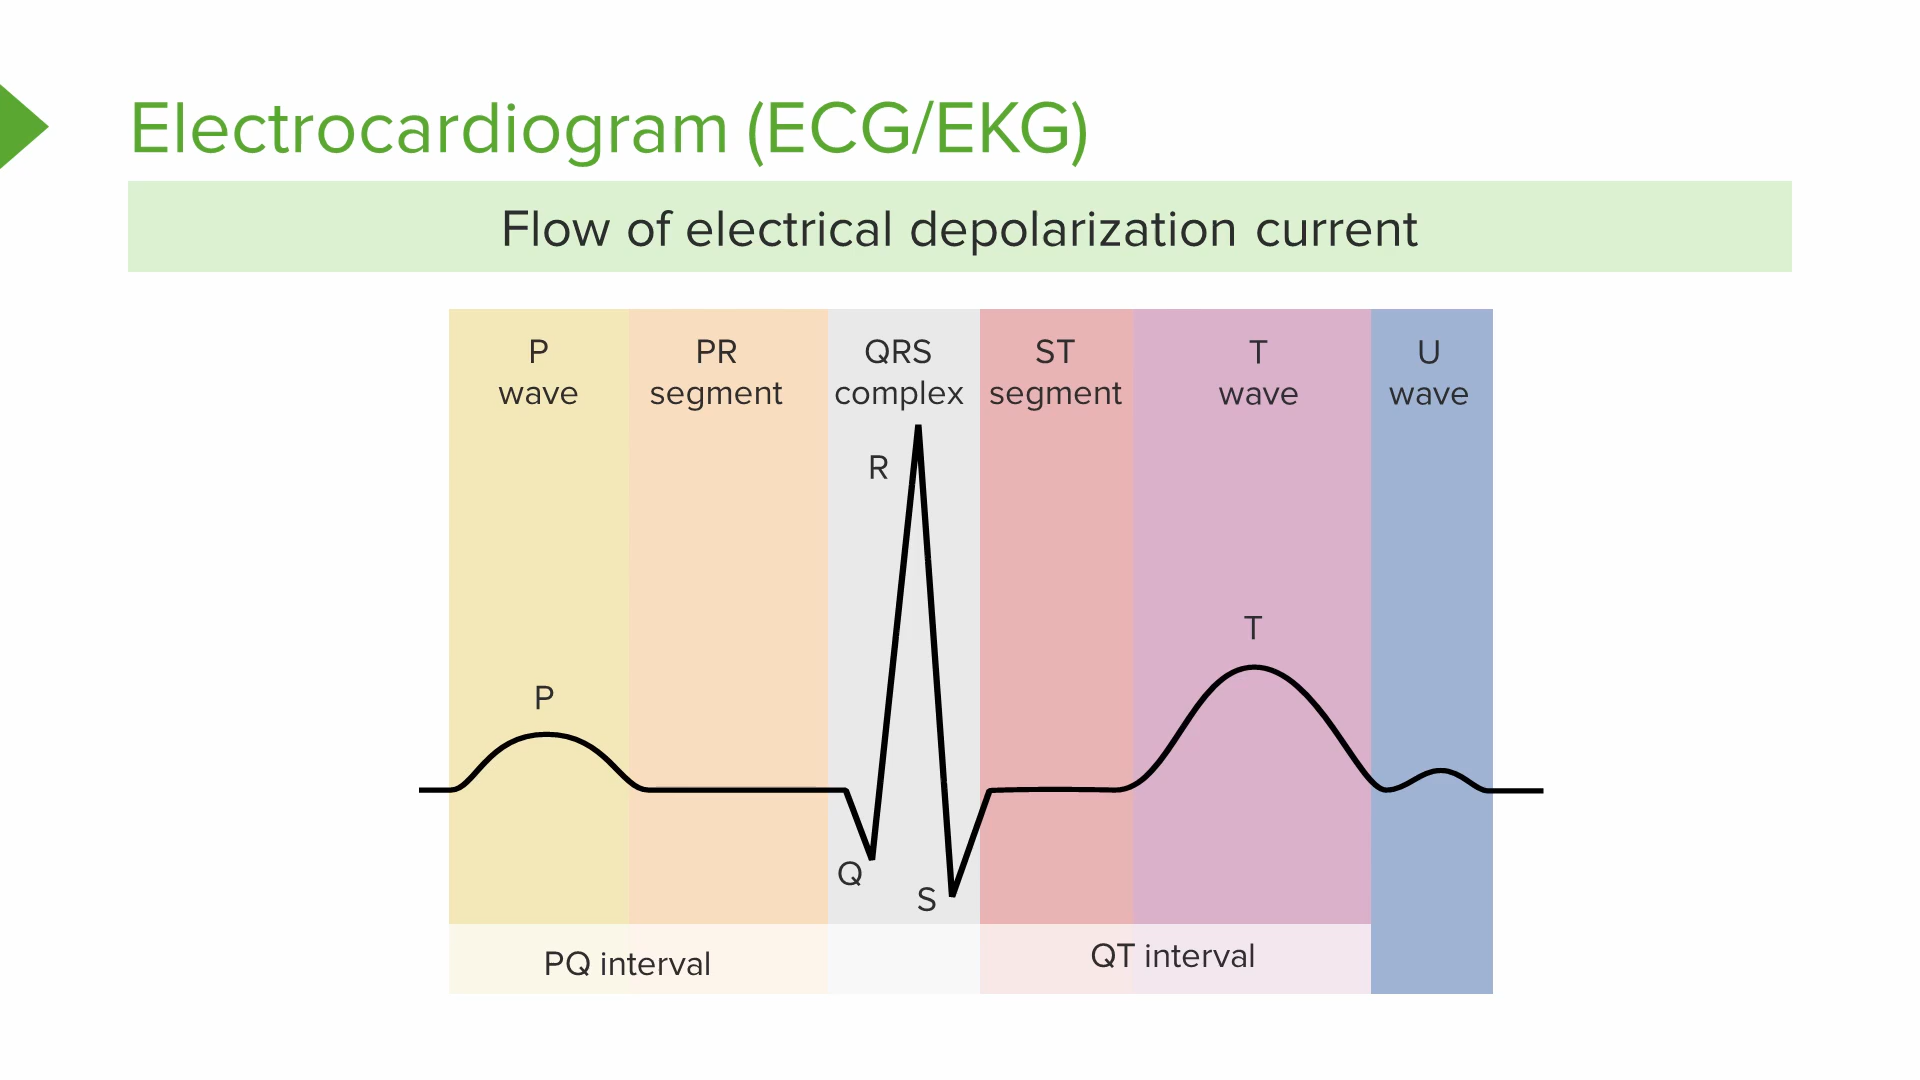 Electrocardiogram (ECG/EKG)
Flow of electrical depolarization current
P
wave
PR
segment
QRS
complex
ST
segment
T
wave
U
wave
R
T
P
Q
S
PQ interval
QT interval